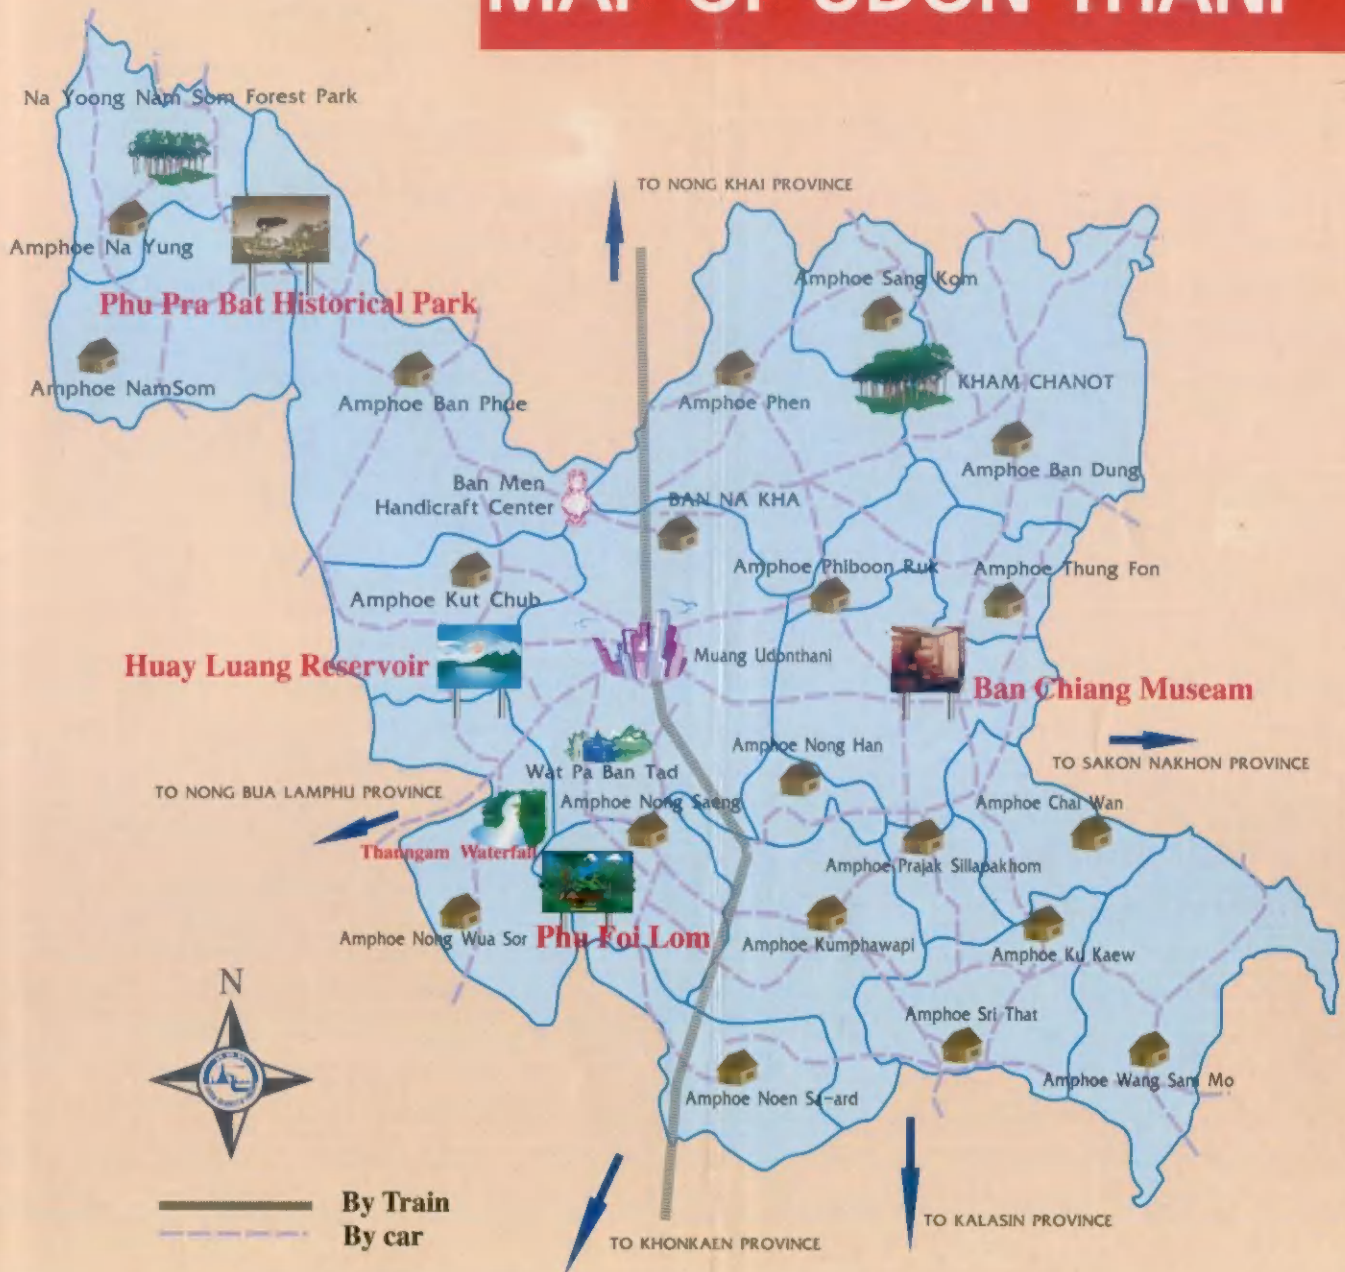 MAP OF UDON THANI
Na Yoong Nam Som Forest Park
TO NONG KHAI PROVINCE
Amphoe Na Yung
Amphoe Sang Kom
Phu Pra Bat Historical Park
Amphoe NamSom
Amphoe Ban Phue
Amphoe Phen
KHAM CHANOT
Amphoe Ban Dung
Ban Men
Handicraft Center
BAN NA KHA
Amphoe Phiboon Ruk
Amphoe Thung Fon
Amphoe Kut Chub
Muang Udonthani
Huay Luang Reservoir
Ban Chiang Museam
Amphoe Nong Han
TO SAKON NAKHON PROVINCE
Wat Pa Ban Tad
TO NONG BUA LAMPHU PROVINCE
Amphoe Nong Saeng
Amphoe Chai Wan
Thanngam Waterfall
Amphoe Prajak Sillapakhom
Amphoe Nong Wua Sor
Phu Foi Lom
Amphoe Kumphawapi
Amphoe Ku Kaew
N
Amphoe Sri That
Amphoe Wang Sam Mo
Amphoe Noen Sa-ard
By Train
By car
TO KHONKAEN PROVINCE
TO KALASIN PROVINCE